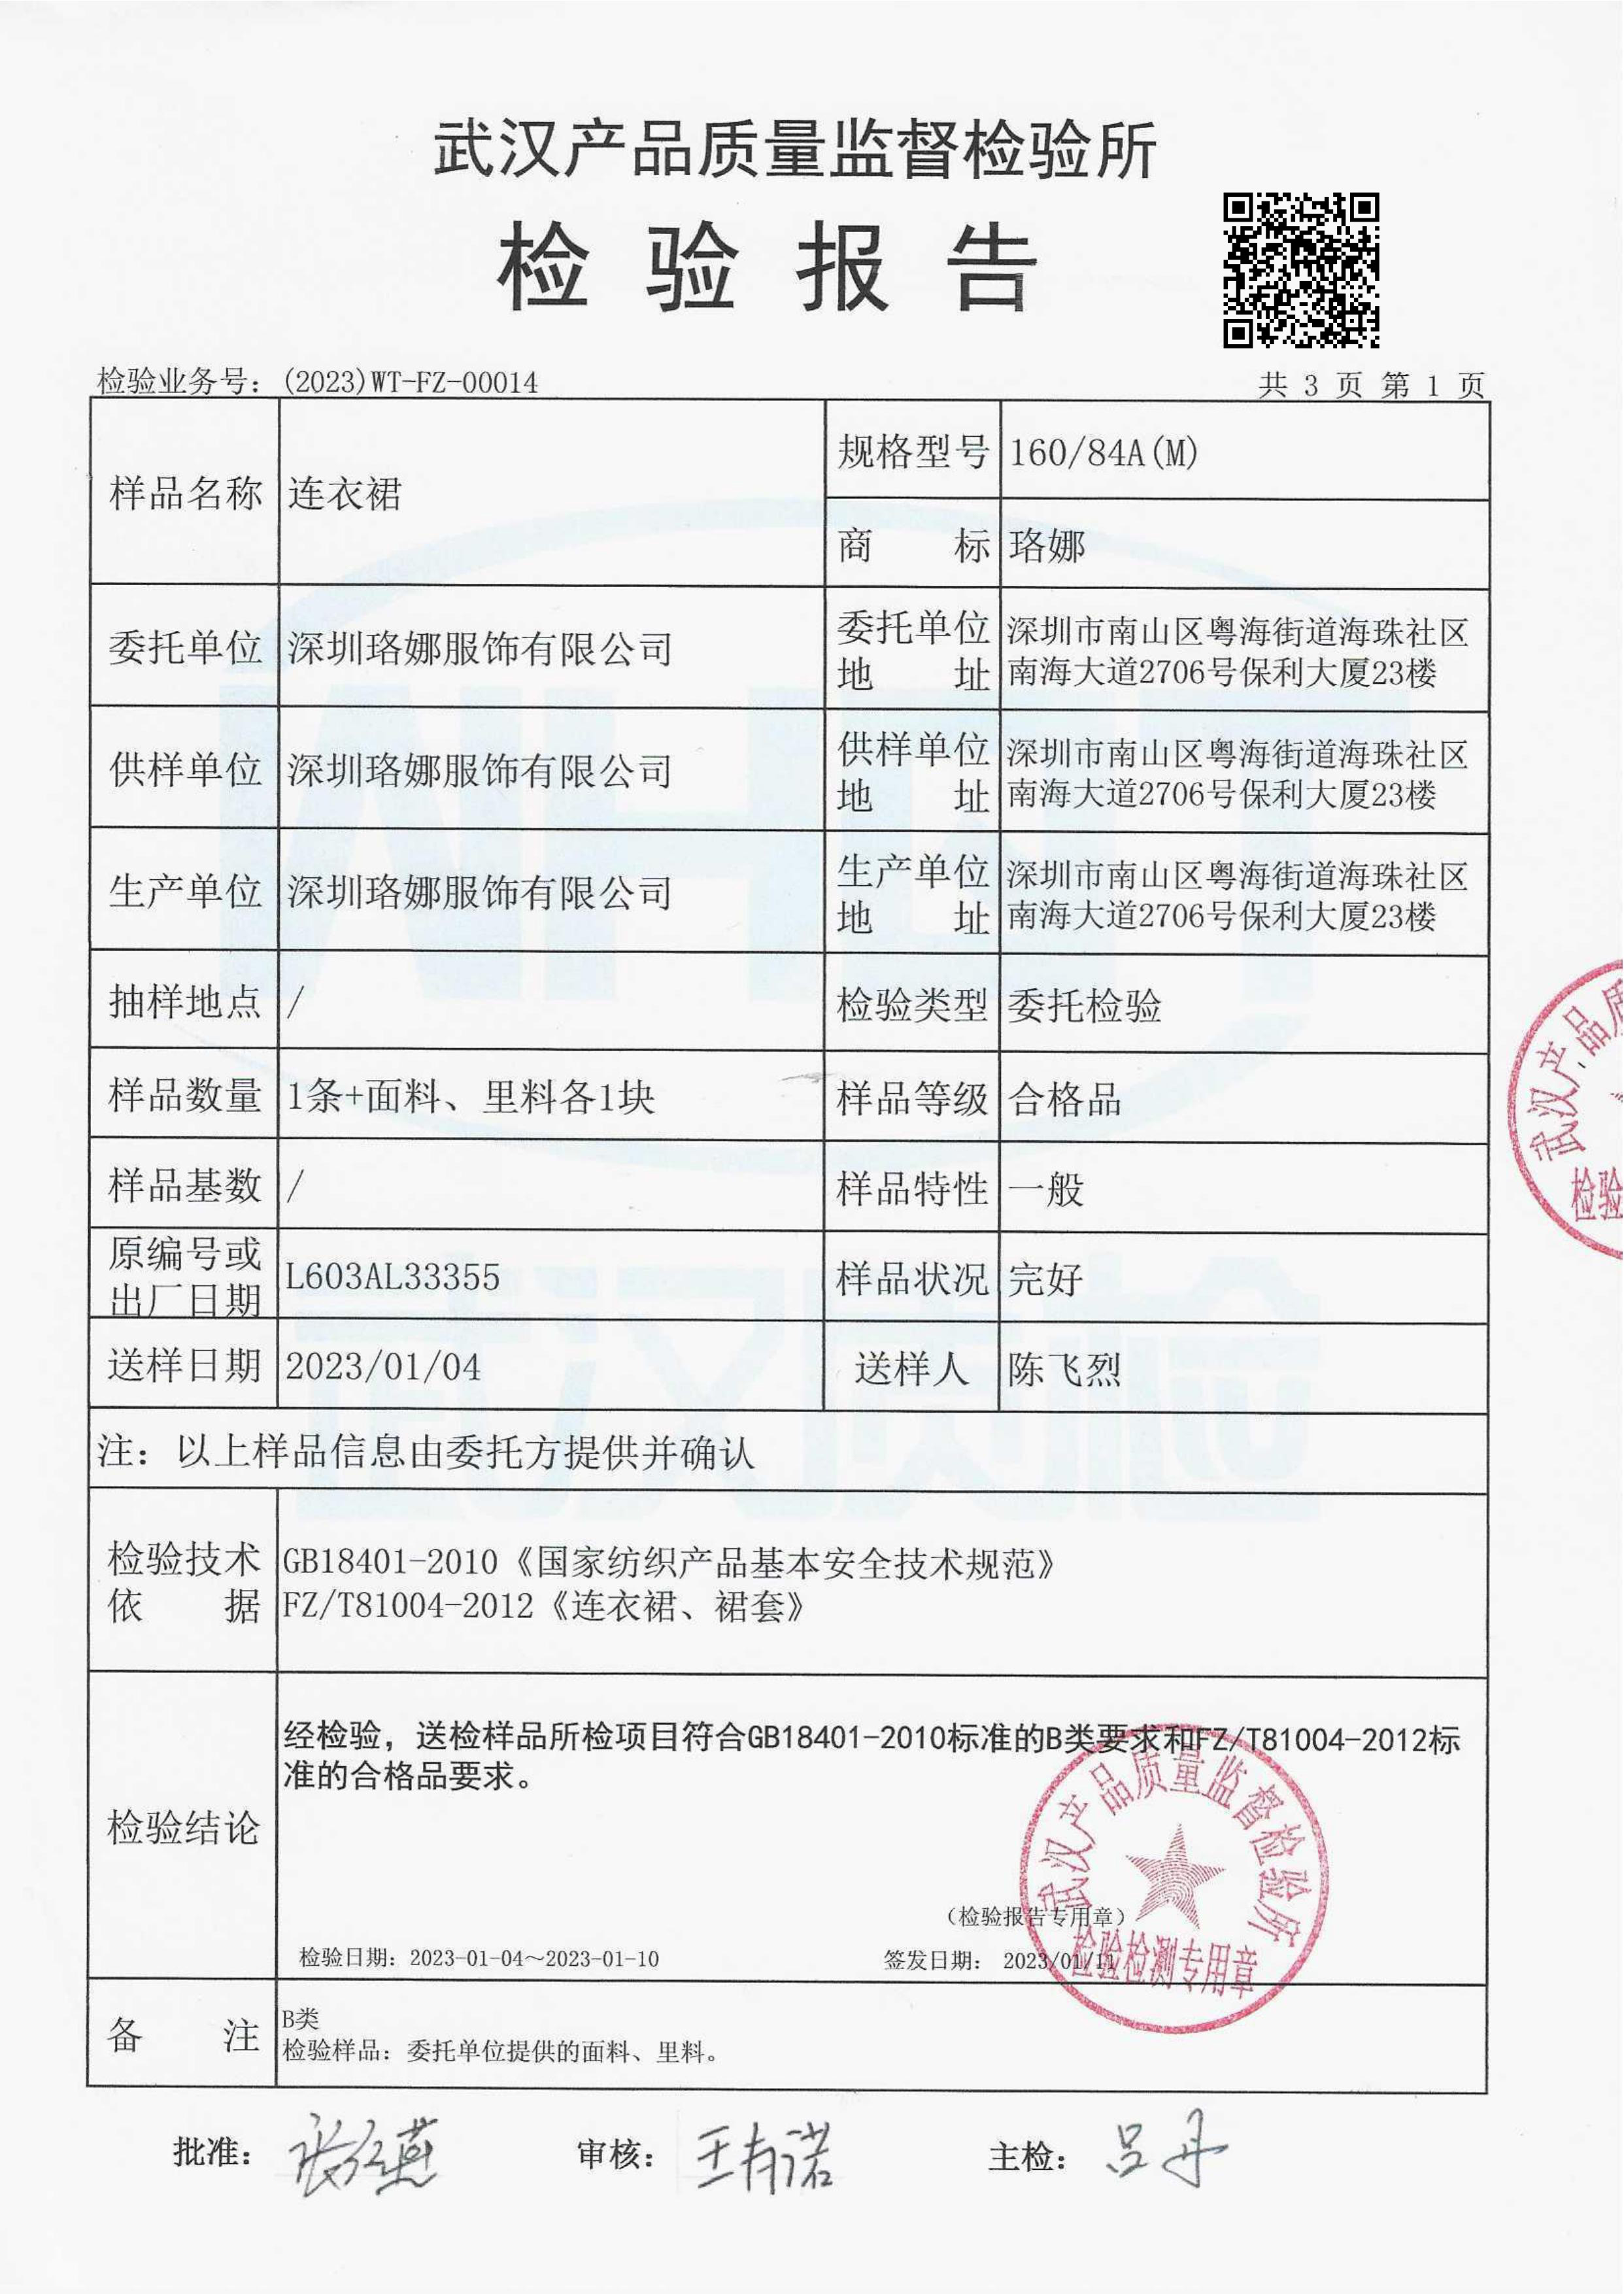 武汉产品质量监督检验所
检验报告
检验业务号：(2023)WT-FZ-00014
共 3 页 第 1 页
样品名称 连衣裙
规格型号 160/84A(M)
商标 珞娜
委托单位 深圳珞娜服饰有限公司
委托单位地址 深圳市南山区粤海街道海珠社区
南海大道2706号保利大厦23楼
供样单位 深圳珞娜服饰有限公司
供样单位地址 深圳市南山区粤海街道海珠社区
南海大道2706号保利大厦23楼
生产单位 深圳珞娜服饰有限公司
生产单位地址 深圳市南山区粤海街道海珠社区
南海大道2706号保利大厦23楼
抽样地点 / 检验类型 委托检验
样品数量 1条+面料、里料各1块 样品等级 合格品
样品基数 / 样品特性 一般
原编号或出厂日期 L603AL33355 样品状况 完好
送样日期 2023/01/04 送样人 陈飞烈
注：以上样品信息由委托方提供并确认
检验技术依据 GB18401-2010《国家纺织产品基本安全技术规范》
FZ/T81004-2012《连衣裙、裙套》
检验结论
经检验，送检样品所检项目符合GB18401-2010标准的B类要求和FZ/T81004-2012标
准的合格品要求。
（检验报告专用章）
检验日期：2023-01-04～2023-01-10 签发日期： 2023/01/11
武汉产品质量监督检验所
检验检测专用章
武汉产品质
检验
备注 B类
检验样品：委托单位提供的面料、里料。
批准： 审核：王有诺 主检：吕丹